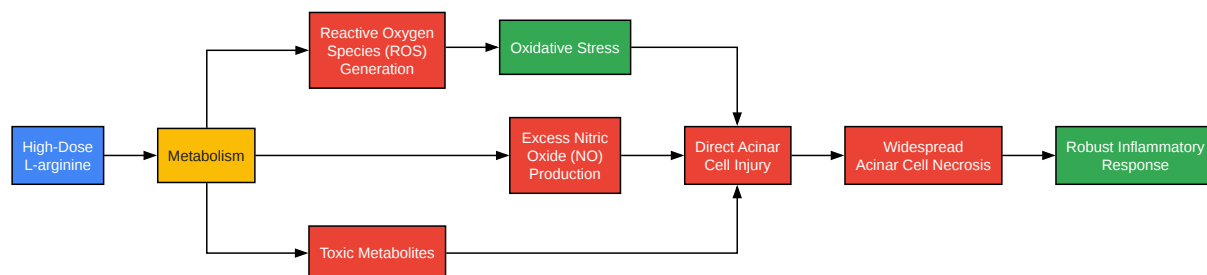 High-Dose
L-arginine
Metabolism
Reactive Oxygen
Species (ROS)
Generation
Oxidative Stress
Excess Nitric
Oxide (NO)
Production
Toxic Metabolites
Direct Acinar
Cell Injury
Widespread
Acinar Cell Necrosis
Robust Inflammatory
Response